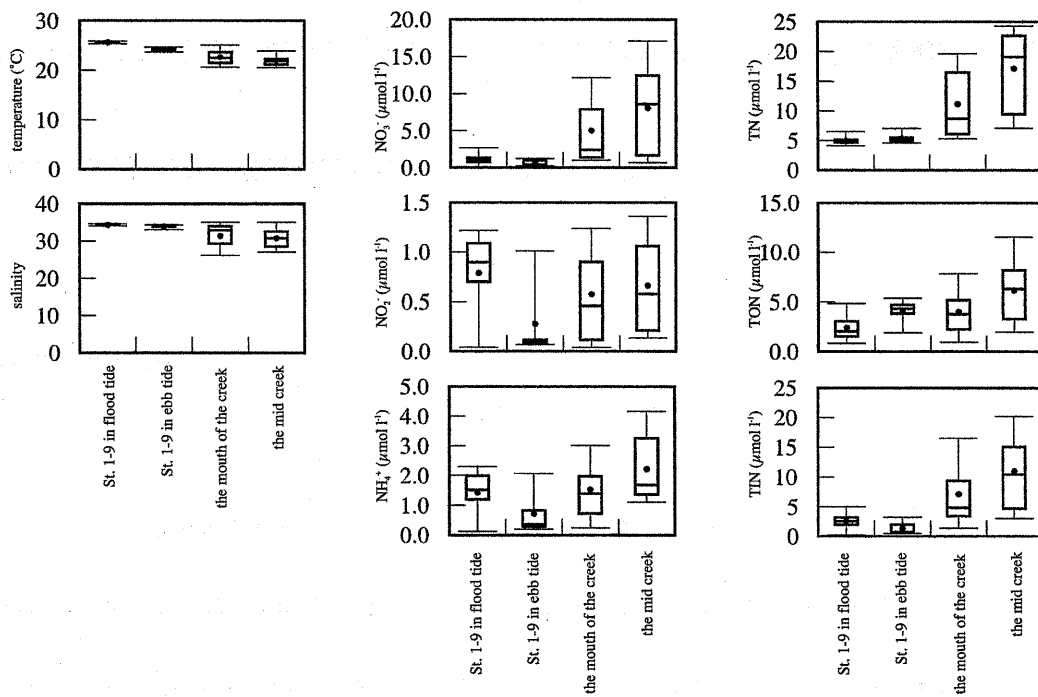 temperature (°C)
30
20
10
0
salinity
40
30
20
10
0
St. 1-9 in flood tide
St. 1-9 in ebb tide
the mouth of the creek
the mid creek
NO₃⁻ (μmol l⁻¹)
20.0
15.0
10.0
5.0
0.0
NO₂⁻ (μmol l⁻¹)
1.5
1.0
0.5
0.0
NH₄⁺ (μmol l⁻¹)
5.0
4.0
3.0
2.0
1.0
0.0
St. 1-9 in flood tide
St. 1-9 in ebb tide
the mouth of the creek
the mid creek
TN (μmol l⁻¹)
25
20
15
10
5
0
TON (μmol l⁻¹)
15.0
10.0
5.0
0.0
TIN (μmol l⁻¹)
25
20
15
10
5
0
St. 1-9 in flood tide
St. 1-9 in ebb tide
the mouth of the creek
the mid creek